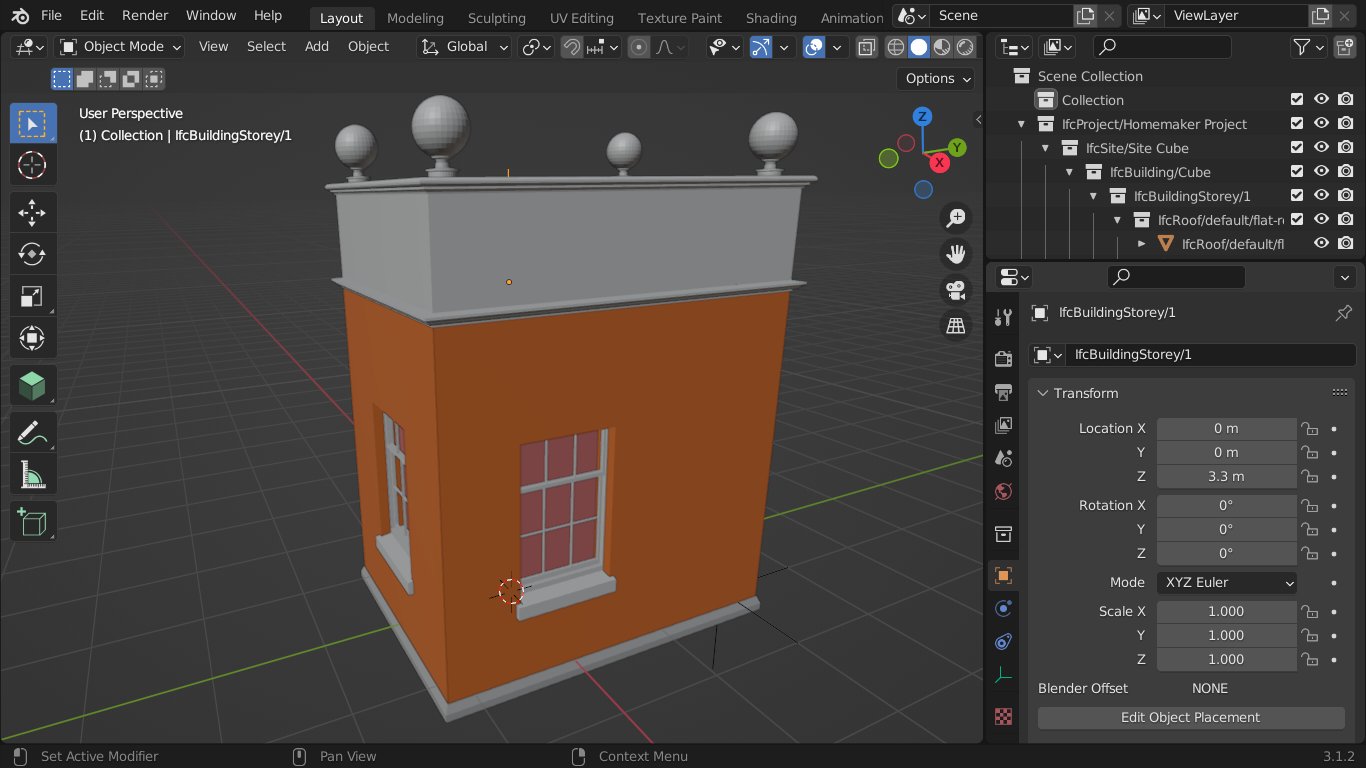 File Edit Render Window Help Layout Modeling Sculpting UV Editing Texture Paint Shading Animation Scene ViewLayer
Object Mode View Select Add Object Global
Options
User Perspective
(1) Collection | IfcBuildingStorey/1
Z
Y
X
Scene Collection
Collection
IfcProject/Homemaker Project
IfcSite/Site Cube
IfcBuilding/Cube
IfcBuildingStorey/1
IfcRoof/default/flat-r
IfcRoof/default/fl
IfcBuildingStorey/1
IfcBuildingStorey/1
Transform
Location X 0 m
Y 0 m
Z 3.3 m
Rotation X 0°
Y 0°
Z 0°
Mode XYZ Euler
Scale X 1.000
Y 1.000
Z 1.000
Blender Offset NONE
Edit Object Placement
Set Active Modifier Pan View Context Menu 3.1.2